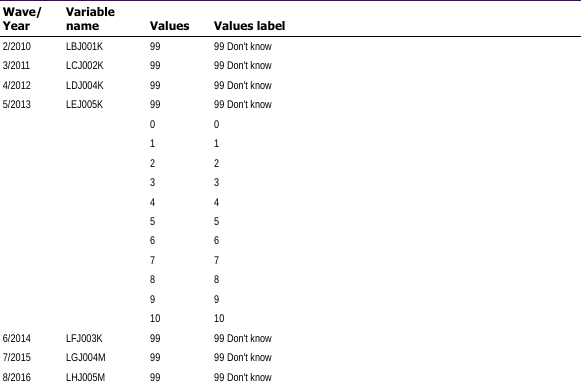 Wave/ Variable
Year name Values Values label
2/2010 LBJ001K 99 99 Don't know
3/2011 LCJ002K 99 99 Don't know
4/2012 LDJ004K 99 99 Don't know
5/2013 LEJ005K 99 99 Don't know
0 0
1 1
2 2
3 3
4 4
5 5
6 6
7 7
8 8
9 9
10 10
6/2014 LFJ003K 99 99 Don't know
7/2015 LGJ004M 99 99 Don't know
8/2016 LHJ005M 99 99 Don't know